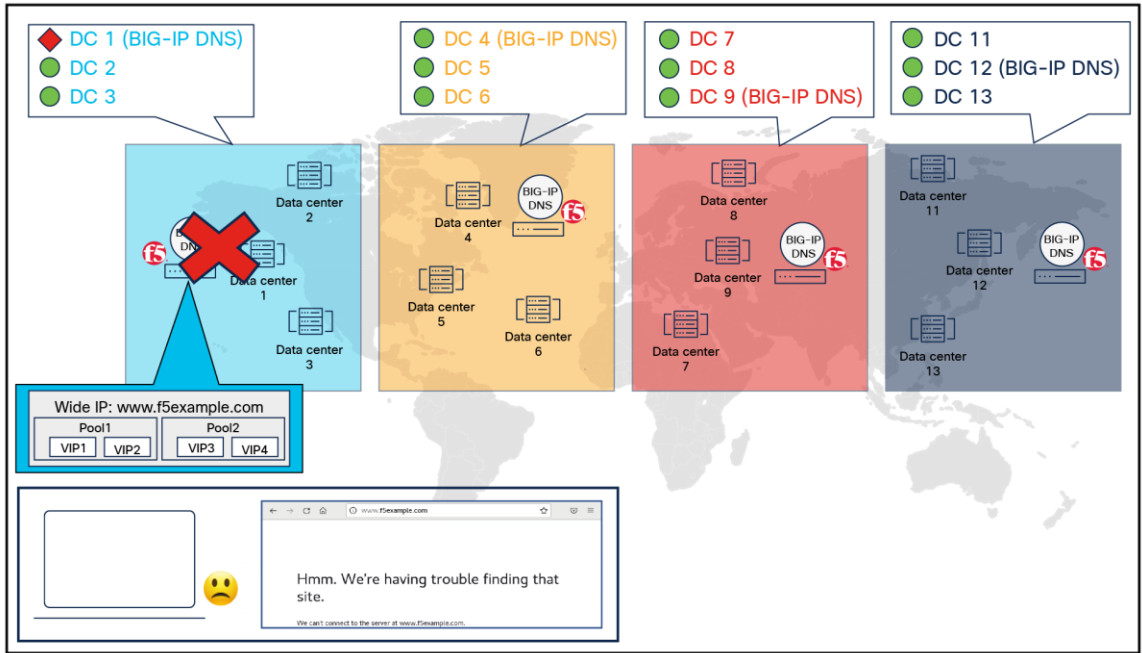 DC 1 (BIG-IP DNS)
DC 2
DC 3
DC 4 (BIG-IP DNS)
DC 5
DC 6
DC 7
DC 8
DC 9 (BIG-IP DNS)
DC 11
DC 12 (BIG-IP DNS)
DC 13
Data center
2
f5
Data center
1
Data center
3
Data center
4
BIG-IP
DNS
f5
Data center
5
Data center
6
Data center
8
Data center
9
BIG-IP
DNS
f5
Data center
7
Data center
11
Data center
12
BIG-IP
DNS
f5
Data center
13
Wide IP: www.f5example.com
Pool1
VIP1
VIP2
Pool2
VIP3
VIP4
www.f5example.com
Hmm. We're having trouble finding that
site.
We can't connect to the server at www.f5example.com.